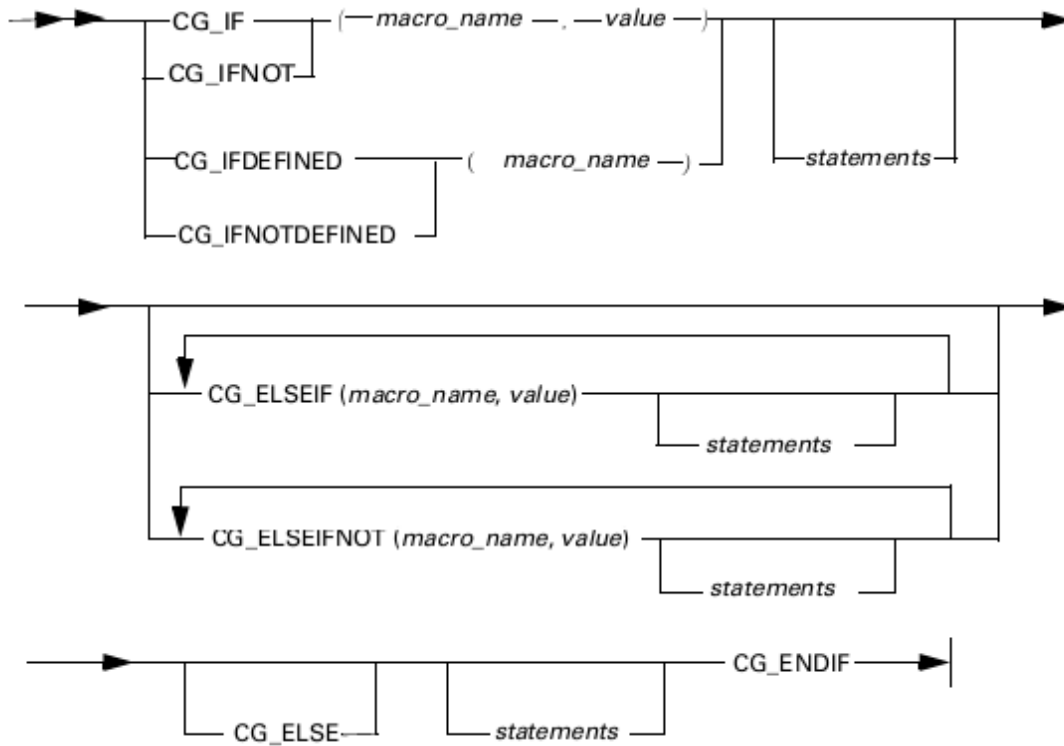 CG_IF ( macro_name , value )
CG_IFNOT
CG_IFDEFINED ( macro_name ) statements
CG_IFNOTDEFINED
CG_ELSEIF (macro_name, value)
statements
CG_ELSEIFNOT (macro_name, value)
statements
CG_ENDIF
CG_ELSE statements